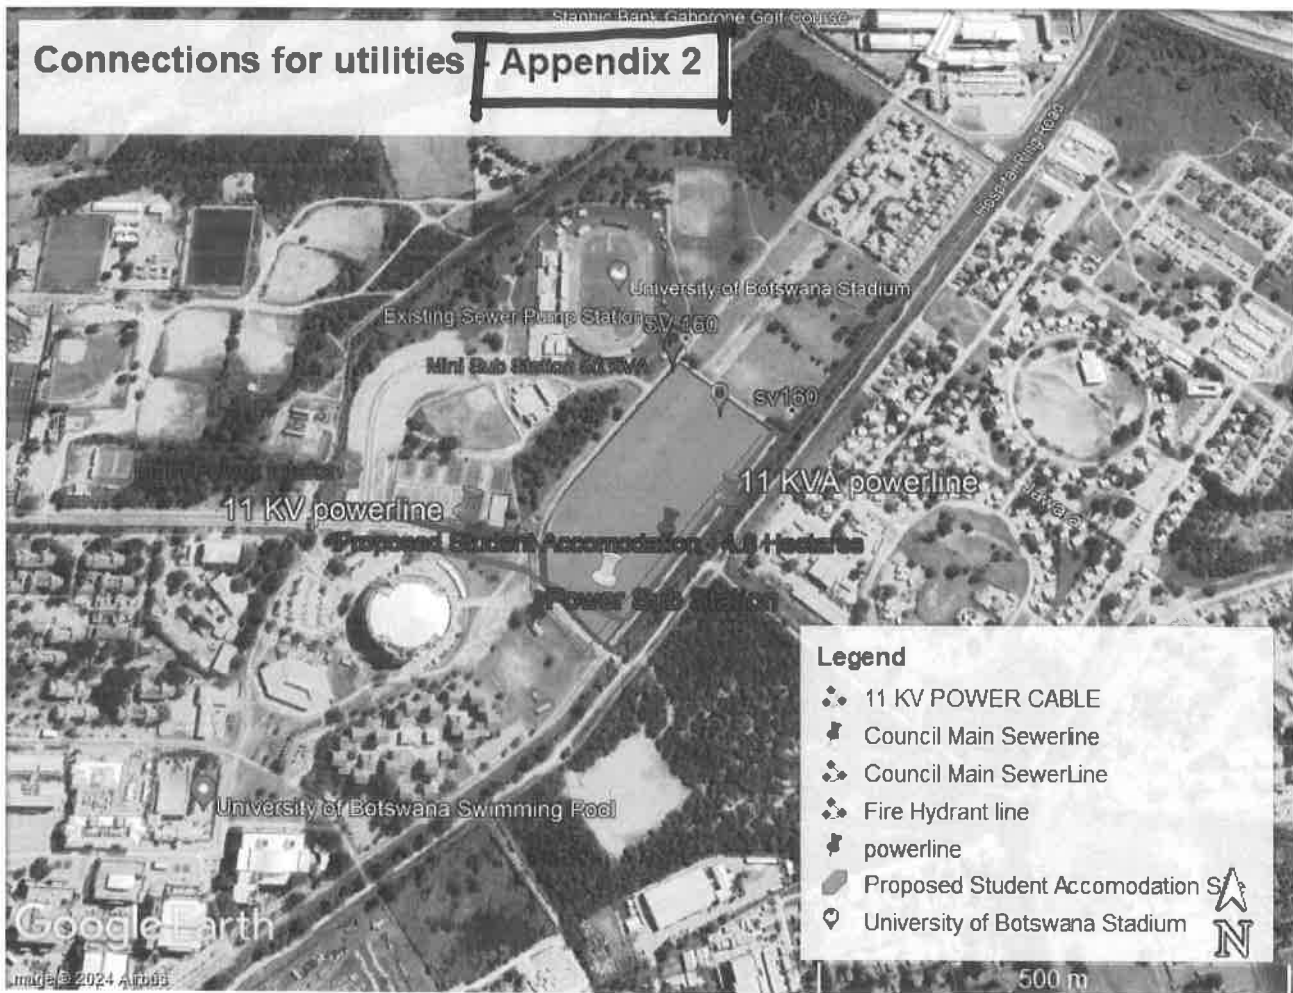 Stanbic Bank Gaborone Golf Course
Connections for utilities - Appendix 2
Hospital Ring Road
University of Botswana Stadium
Existing Sewer Pump Station
SV 160
Mini Sub Station
sv160
11 KVA powerline
11 KV powerline
Proposed Student Accomodation Hectares
Power Sub station
Legend
11 KV POWER CABLE
Council Main Sewerline
Council Main SewerLine
Fire Hydrant line
powerline
Proposed Student Accomodation
University of Botswana Stadium
N
University of Botswana Swimming Pool
Google Earth
Image © 2024 Airbus
500 m